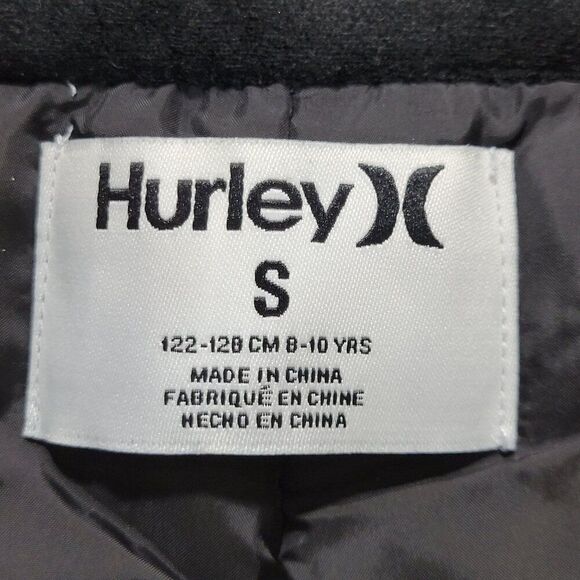 Hurley
S
122-128 CM 8-10 YRS
MADE IN CHINA
FABRIQUÉ EN CHINE
HECHO EN CHINA